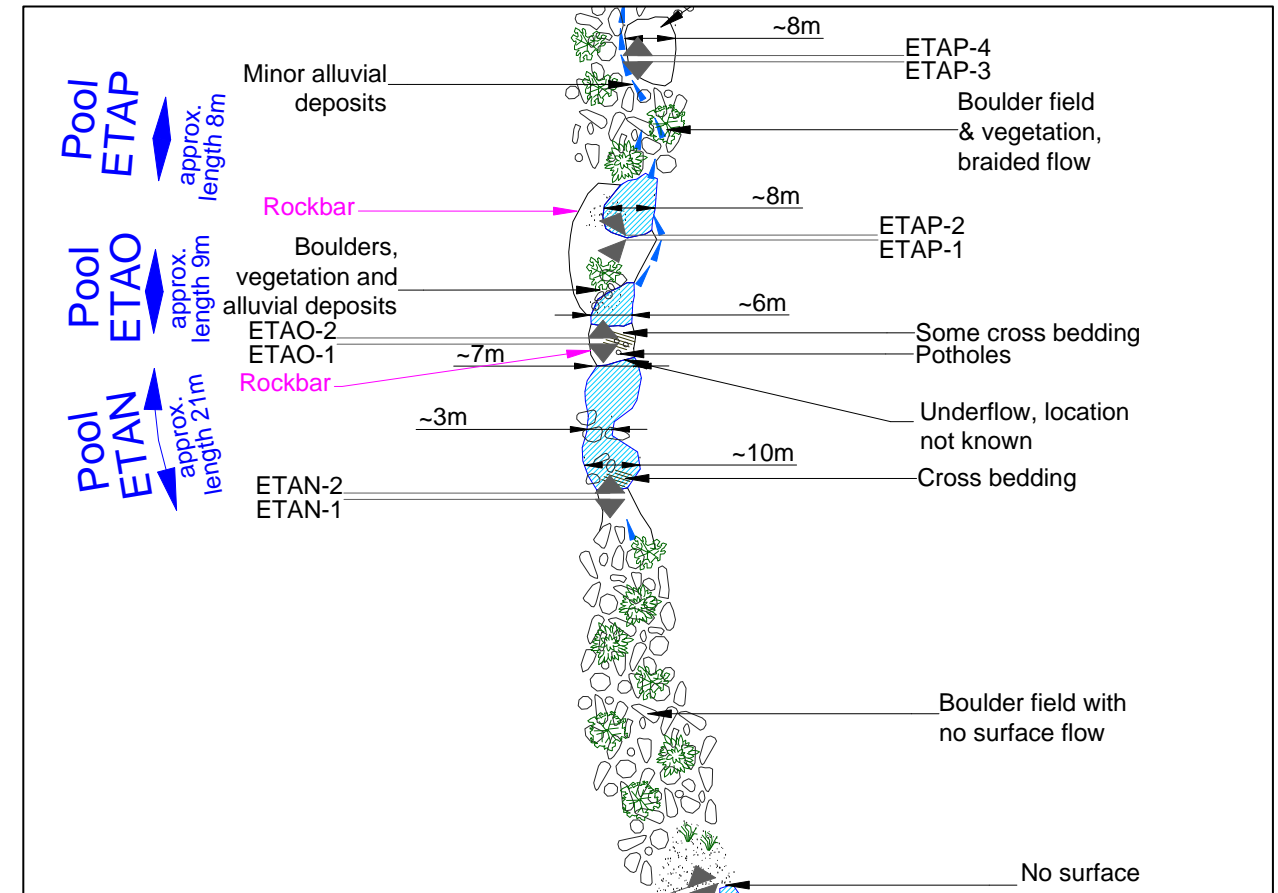 ~8m
ETAP-4
ETAP-3
Minor alluvial
deposits
Boulder field
& vegetation,
braided flow
Pool
ETAP
approx.
length 8m
Rockbar
~8m
ETAP-2
ETAP-1
Boulders,
vegetation and
alluvial deposits
Pool
ETAO
approx.
length 9m
~6m
ETAO-2
ETAO-1
Some cross bedding
Potholes
~7m
Rockbar
Pool
ETAN
approx.
length 21m
~3m
Underflow, location
not known
~10m
Cross bedding
ETAN-2
ETAN-1
Boulder field with
no surface flow
No surface